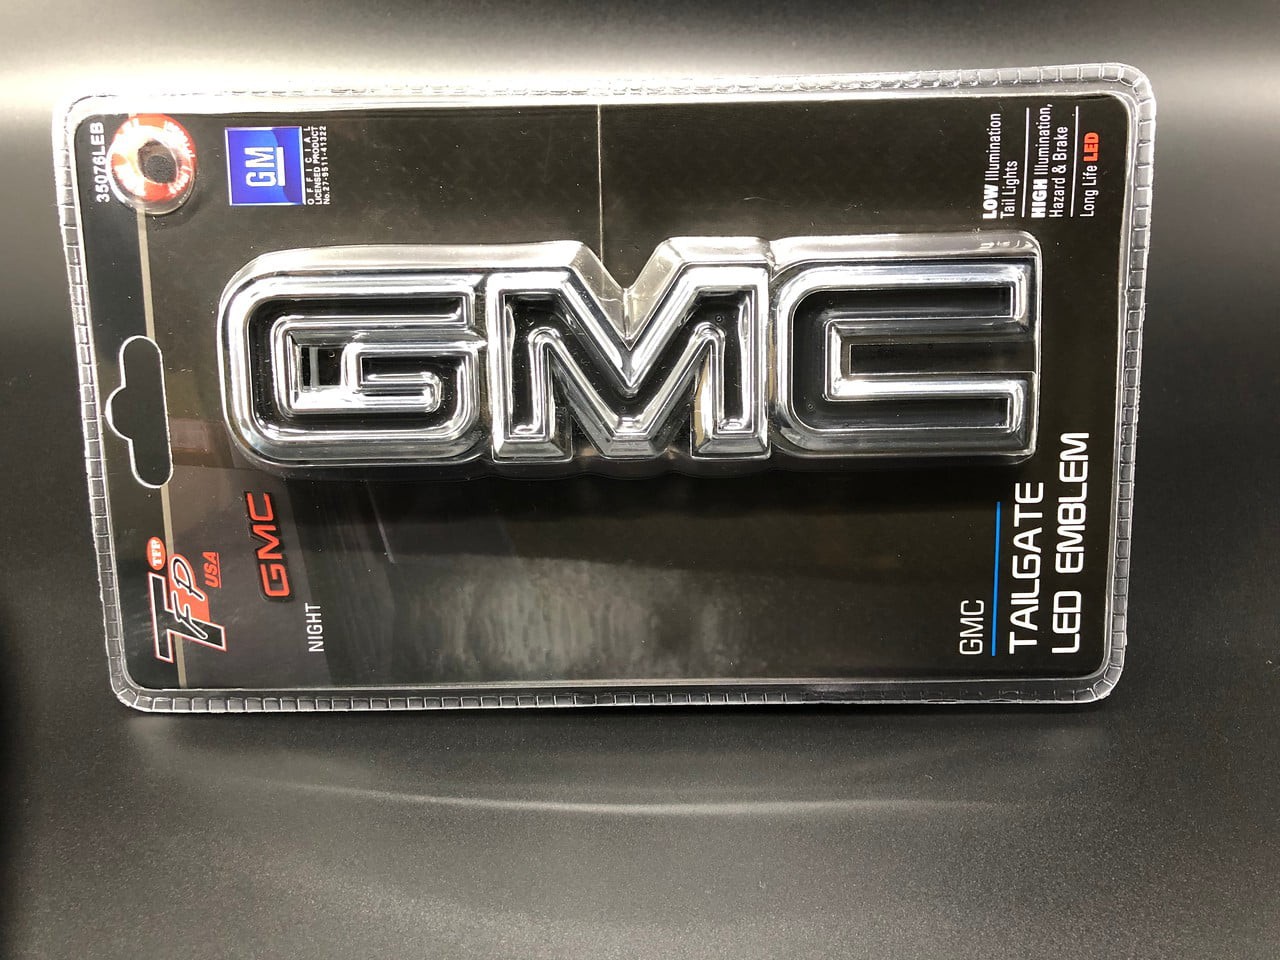 35076LEB
GM
OFFICIAL
LICENSED PRODUCT
No.27-9511-41322
LOW Illumination
Tail Lights
HIGH Illumination,
Hazard & Brake
Long Life LED
GMC
TFP
TFP
USA
GMC
NIGHT
GMC
TAILGATE
LED EMBLEM